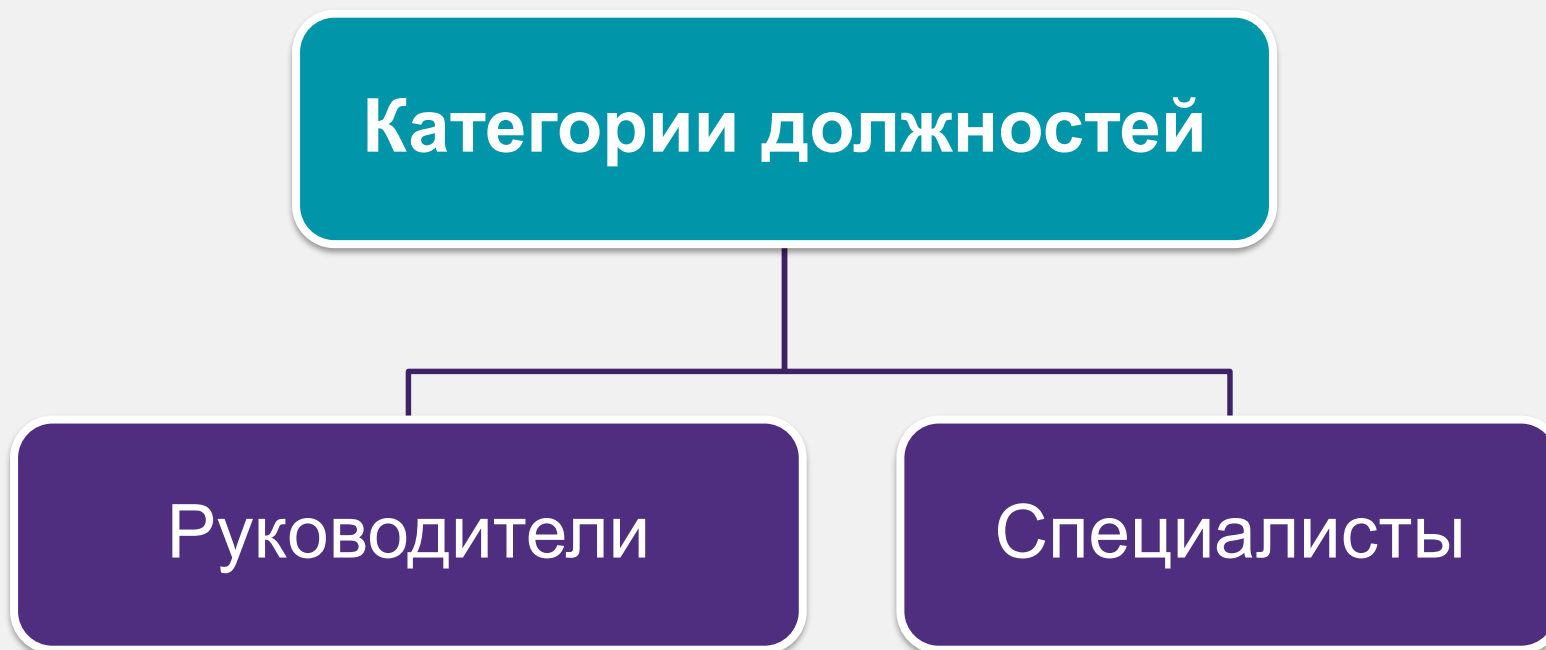 Категории должностей
Руководители
Специалисты